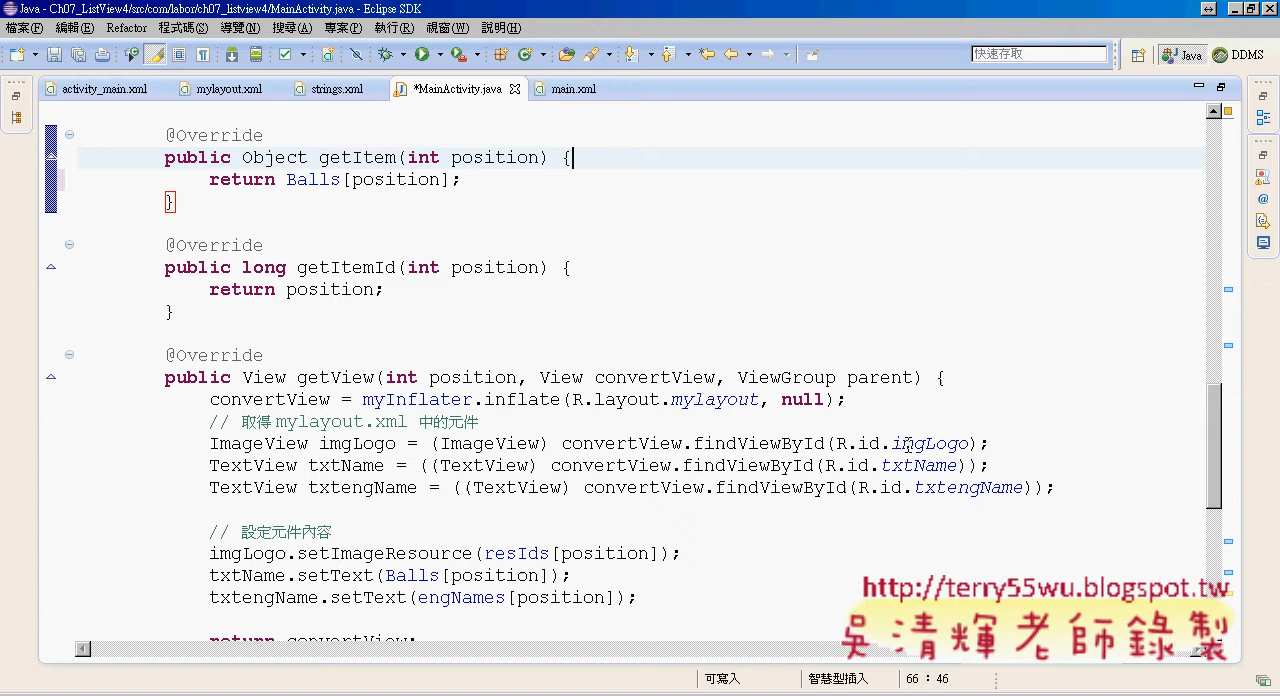 Java - Ch07_ListView4/src/com/labor/ch07_listview4/MainActivity.java - Eclipse SDK
檔案(F) 編輯(E) Refactor 程式碼(S) 導覽(N) 搜尋(A) 專案(P) 執行(R) 視窗(W) 說明(H)
快速存取 Java DDMS
activity_main.xml mylayout.xml strings.xml *MainActivity.java main.xml
@Override
public Object getItem(int position) {
return Balls[position];
}
@Override
public long getItemId(int position) {
return position;
}
@Override
public View getView(int position, View convertView, ViewGroup parent) {
convertView = myInflater.inflate(R.layout.mylayout, null);
// 取得 mylayout.xml 中的元件
ImageView imgLogo = (ImageView) convertView.findViewById(R.id.imgLogo);
TextView txtName = ((TextView) convertView.findViewById(R.id.txtName));
TextView txtengName = ((TextView) convertView.findViewById(R.id.txtengName));
// 設定元件內容
imgLogo.setImageResource(resIds[position]);
txtName.setText(Balls[position]);
txtengName.setText(engNames[position]);
return convertView;
http://terry55wu.blogspot.tw
吳清輝老師錄製
可寫入 智慧型插入 66 : 46